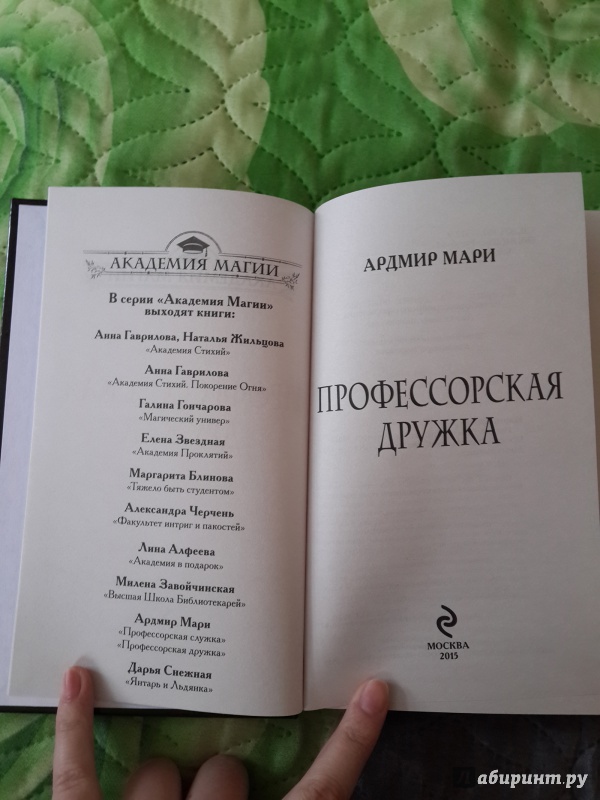 АКАДЕМИЯ МАГИИ
В серии «Академия Магии»
выходят книги:
Анна Гаврилова, Наталья Жильцова
«Академия Стихий»
Анна Гаврилова
«Академия Стихий. Покорение Огня»
Галина Гончарова
«Магический универ»
Елена Звездная
«Академия Проклятий»
Маргарита Блинова
«Тяжело быть студентом»
Александра Черчень
«Факультет интриг и пакостей»
Лина Алфеева
«Академия в подарок»
Милена Завойчинская
«Высшая Школа Библиотекарей»
Ардмир Мари
«Профессорская служка»
«Профессорская дружка»
Дарья Снежная
«Янтарь и Льдянка»
АРДМИР МАРИ
ПРОФЕССОРСКАЯ
ДРУЖКА
МОСКВА
2015
Лабиринт.ру